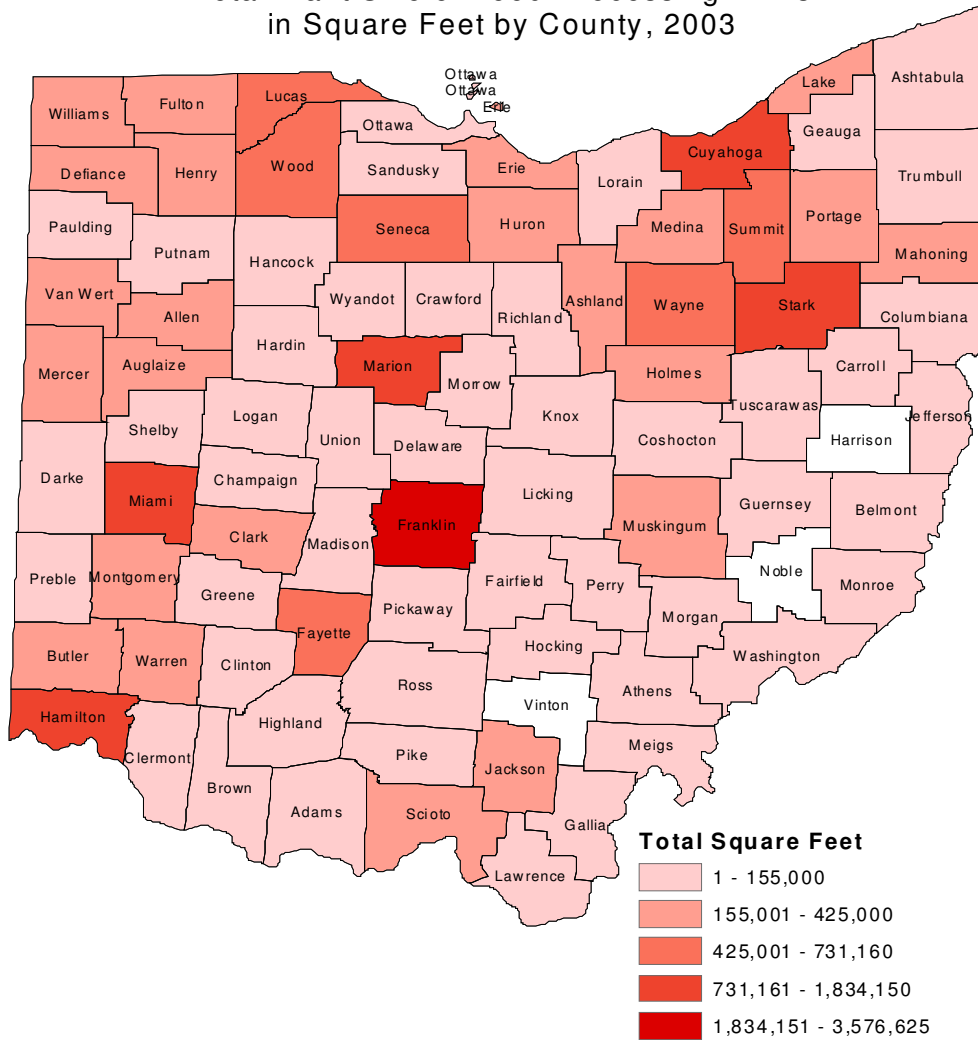 in Square Feet by County, 2003
Ottawa
Ottawa
Erie
Ashtabula
Lake
Lucas
Fulton
Williams
Ottawa
Geauga
Cuyahoga
Wood
Erie
Sandusky
Henry
Defiance
Lorain
Trumbull
Portage
Paulding
Huron
Medina
Summit
Seneca
Putnam
Mahoning
Hancock
Van Wert
Wyandot
Crawford
Ashland
Wayne
Stark
Allen
Richland
Columbiana
Hardin
Auglaize
Marion
Carroll
Mercer
Holmes
Morrow
Tuscarawas
Logan
Knox
Jefferson
Shelby
Union
Delaware
Coshocton
Harrison
Darke
Champaign
Licking
Miami
Guernsey
Belmont
Franklin
Muskingum
Clark
Madison
Noble
Preble
Montgomery
Fairfield
Perry
Monroe
Greene
Pickaway
Morgan
Fayette
Hocking
Butler
Warren
Clinton
Washington
Ross
Athens
Vinton
Hamilton
Highland
Meigs
Clermont
Pike
Jackson
Brown
Adams
Scioto
Gallia
Lawrence
Total Square Feet
1 - 155,000
155,001 - 425,000
425,001 - 731,160
731,161 - 1,834,150
1,834,151 - 3,576,625